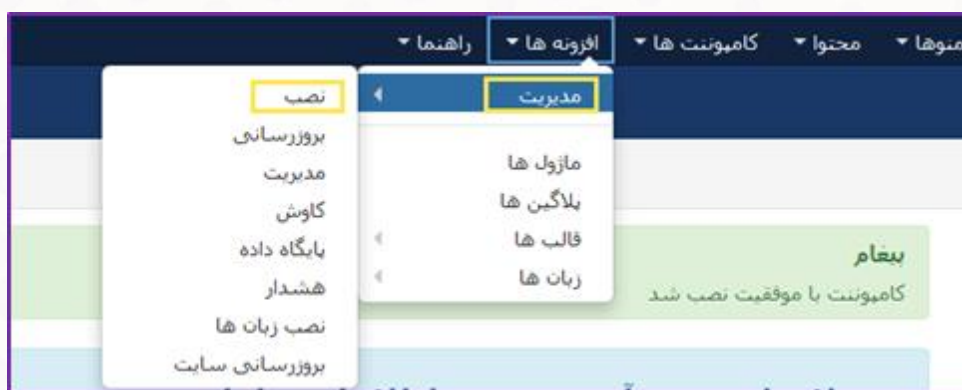 منوها محتوا کامپوننت ها افزونه ها راهنما
مدیریت
ماژول ها
پلاگین ها
قالب ها
زبان ها
نصب
بروزرسانی
مدیریت
کاوش
پایگاه داده
هشدار
نصب زبان ها
بروزرسانی سایت
پیغام
کامپوننت با موفقیت نصب شد